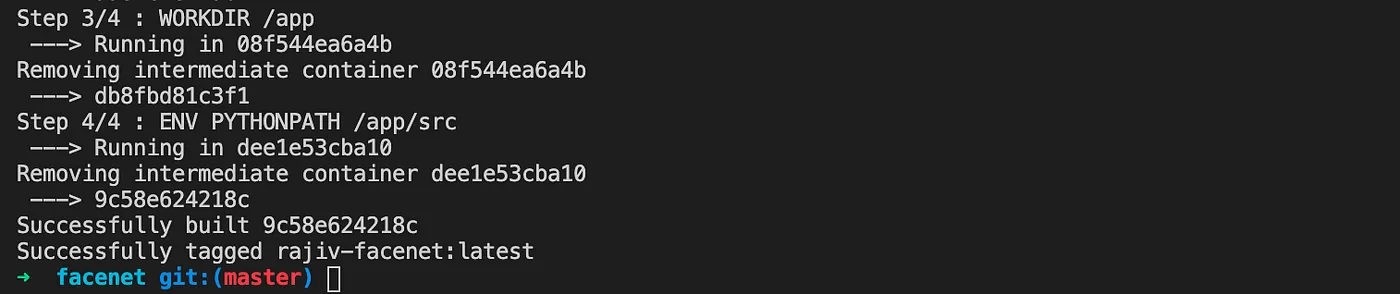 Step 3/4 : WORKDIR /app
---> Running in 08f544ea6a4b
Removing intermediate container 08f544ea6a4b
---> db8fbd81c3f1
Step 4/4 : ENV PYTHONPATH /app/src
---> Running in dee1e53cba10
Removing intermediate container dee1e53cba10
---> 9c58e624218c
Successfully built 9c58e624218c
Successfully tagged rajiv-facenet:latest
→ facenet git:(master)